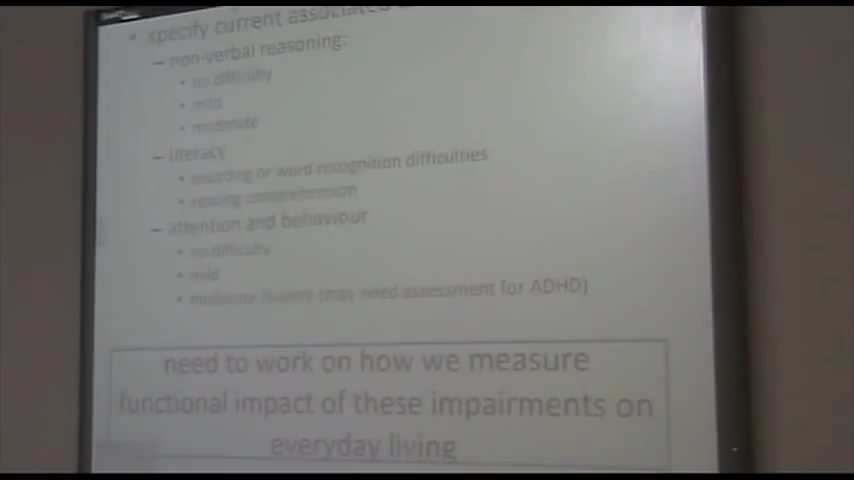 • specify current associated
– non-verbal reasoning:
• no difficulty
• mild
• moderate
– literacy
• or word recognition difficulties
• reading comprehension
– attention and behaviour
• no difficulty
• mild
• moderate /severe (may need assessment for ADHD)
need to work on how we measure
functional impact of these impairments on
everyday living